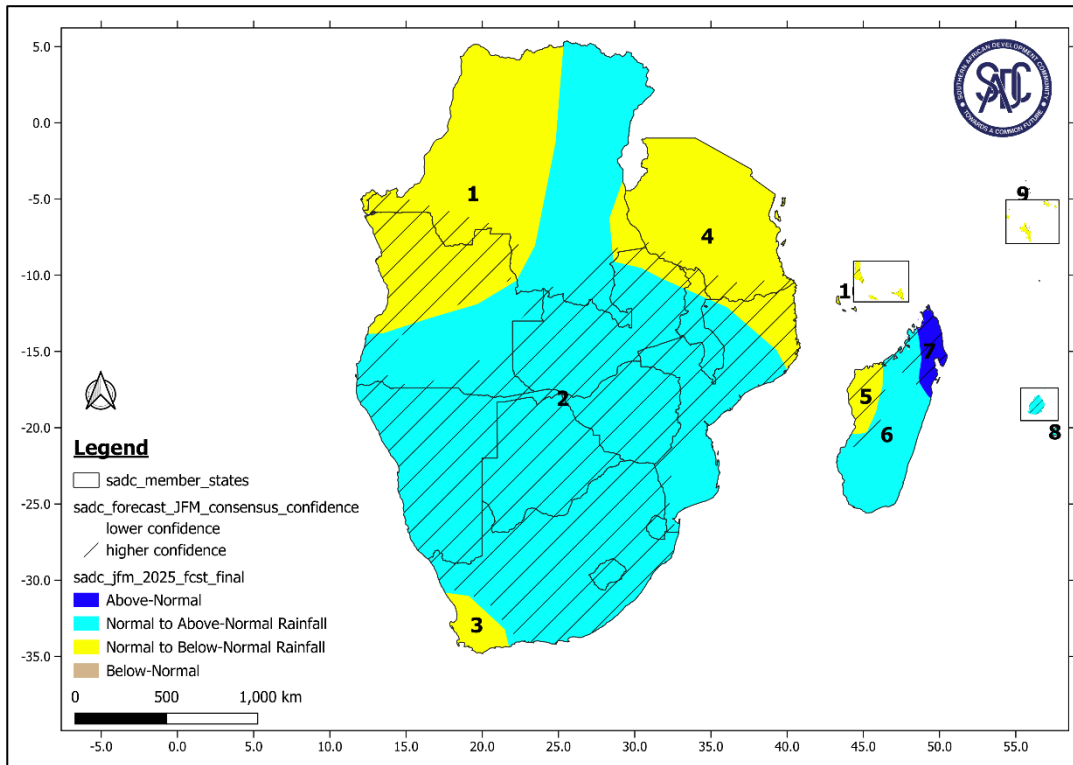 5.0
0.0
-5.0
-10.0
-15.0
-20.0
-25.0
-30.0
-35.0
SOUTHERN AFRICAN DEVELOPMENT COMMUNITY
SADC
TOWARDS A COMMON FUTURE
1
4
9
1
7
5
2
6
8
3
Legend
sadc_member_states
sadc_forecast_JFM_consensus_confidence
lower confidence
higher confidence
sadc_jfm_2025_fcst_final
Above-Normal
Normal to Above-Normal Rainfall
Normal to Below-Normal Rainfall
Below-Normal
0 500 1,000 km
-5.0 0.0 5.0 10.0 15.0 20.0 25.0 30.0 35.0 40.0 45.0 50.0 55.0